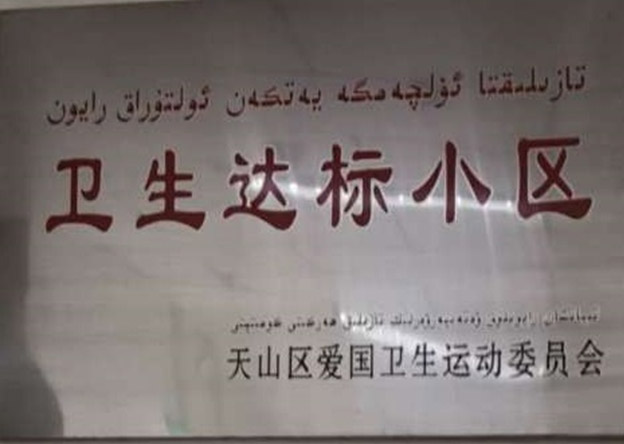 تازىلىقتا ئۆلچەمگە يەتكەن ئولتۇراق رايون
卫生达标小区
天山区爱国卫生运动委员会